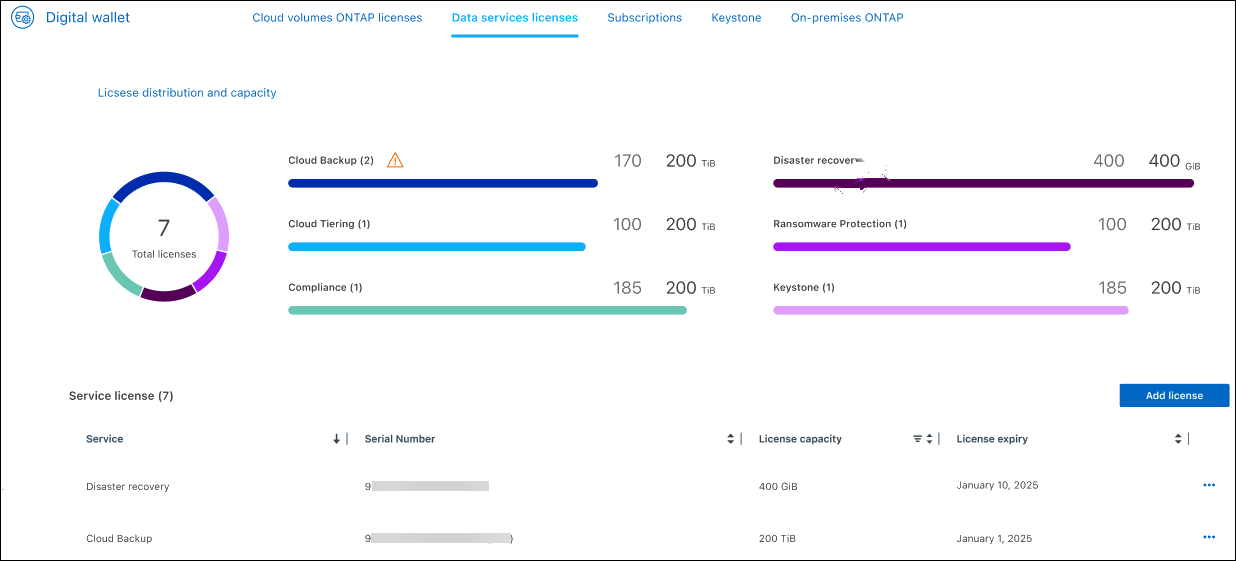 Digital wallet
Cloud volumes ONTAP licenses
Data services licenses
Subscriptions
Keystone
On-premises ONTAP
Licsese distribution and capacity
7
Total licenses
Cloud Backup (2)
170 200 TiB
Cloud Tiering (1)
100 200 TiB
Compliance (1)
185 200 TiB
Disaster recovery
400 400 GiB
Ransomware Protection (1)
100 200 TiB
Keystone (1)
185 200 TiB
Service license (7)
Add license
Service Serial Number License capacity License expiry
Disaster recovery 9 400 GiB January 10, 2025
Cloud Backup 9 ) 200 TiB January 1, 2025